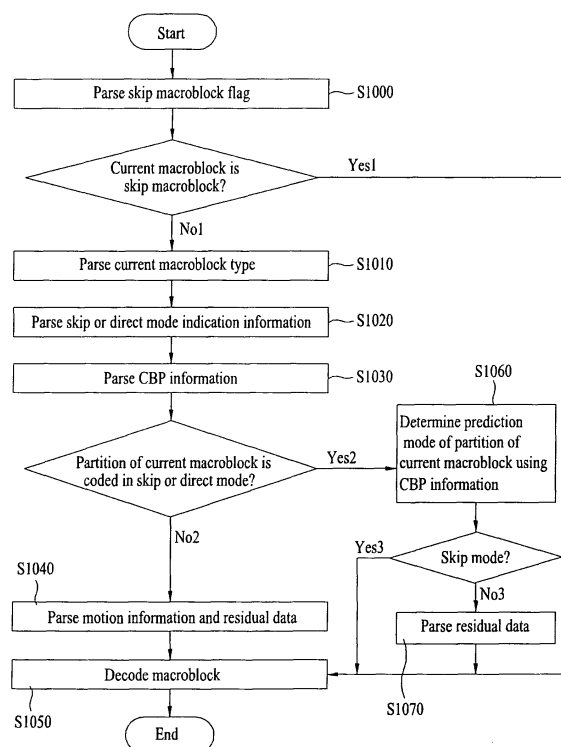 Start
Parse skip macroblock flag
S1000
Current macroblock is
skip macroblock?
Yes1
No1
Parse current macroblock type
S1010
Parse skip or direct mode indication information
S1020
Parse CBP information
S1030
S1060
Determine prediction
mode of partition of
current macroblock using
CBP information
Partition of current macroblock is
coded in skip or direct mode?
Yes2
No2
Yes3
Skip mode?
No3
S1040
Parse motion information and residual data
Parse residual data
S1070
Decode macroblock
S1050
End